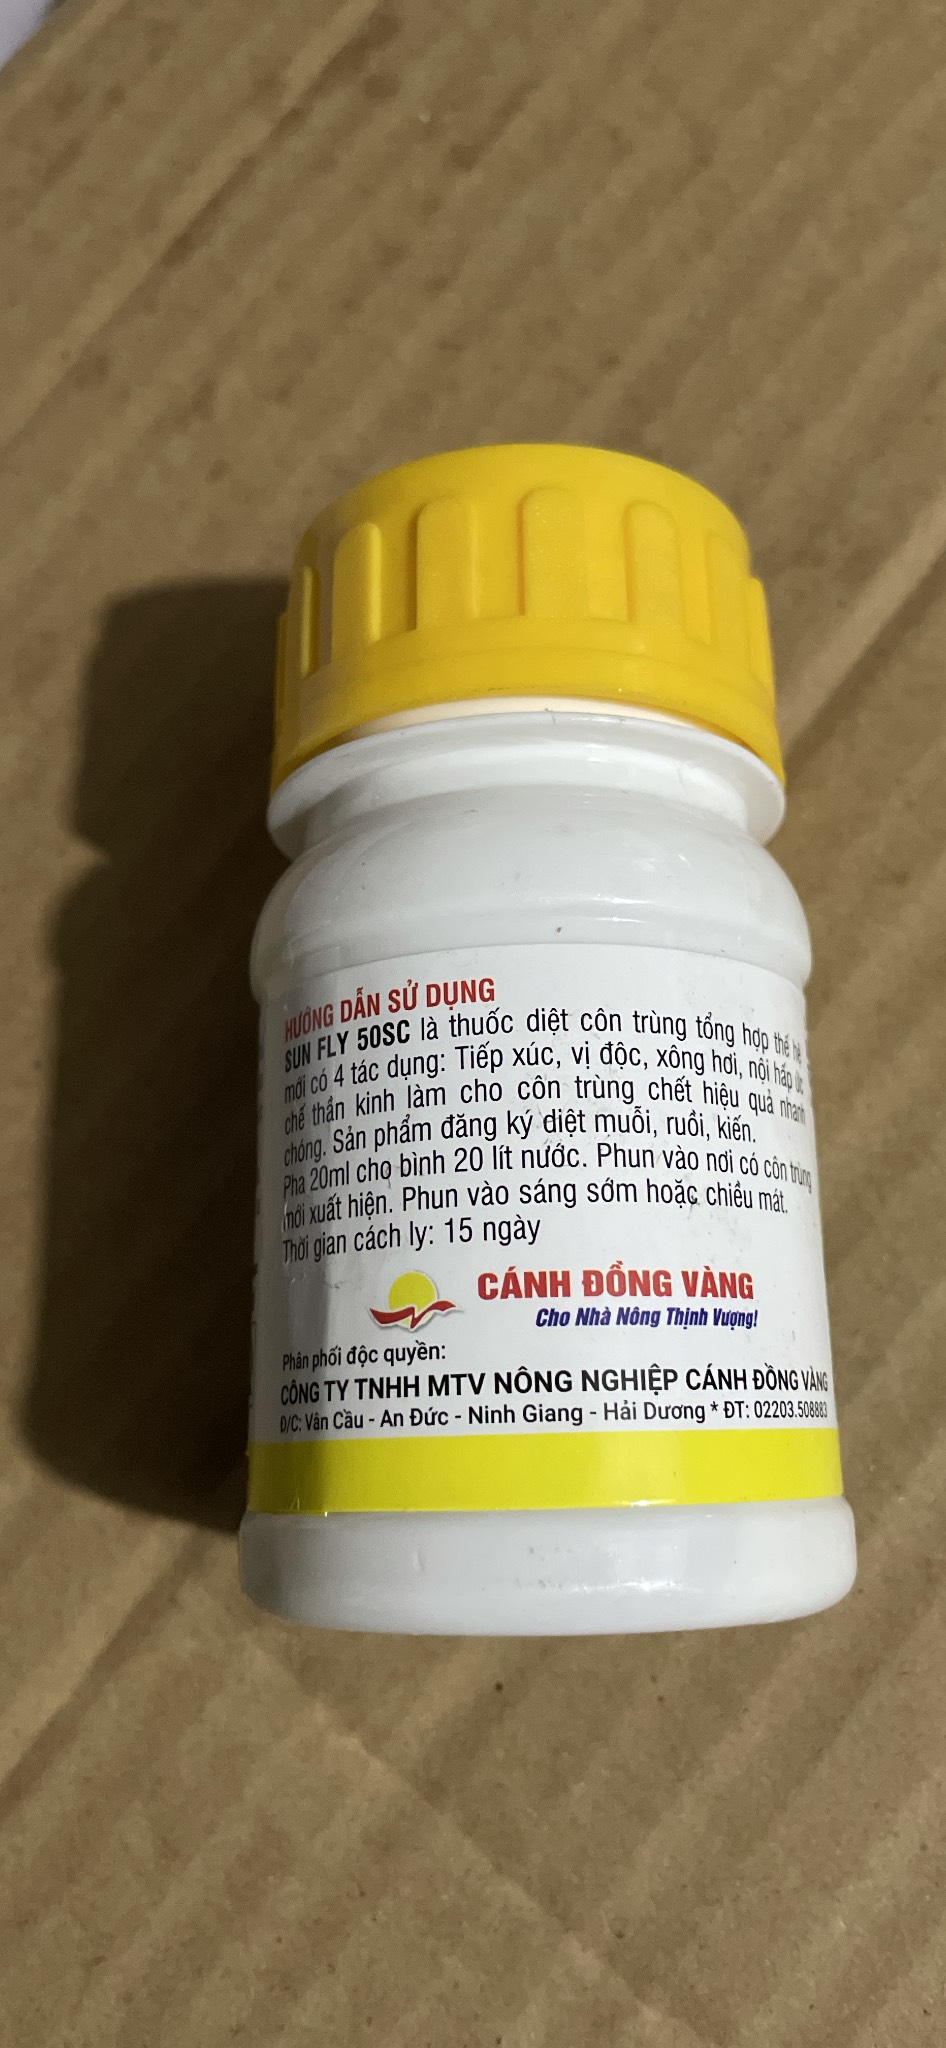 HƯỚNG DẪN SỬ DỤNG
SUN FLY 50SC là thuốc diệt côn trùng tổng hợp thế hệ
mới có 4 tác dụng: Tiếp xúc, vị độc, xông hơi, nội hấp ức
chế thần kinh làm cho côn trùng chết hiệu quả nhanh
chóng. Sản phẩm đăng ký diệt muỗi, ruồi, kiến.
Pha 20ml cho bình 20 lít nước. Phun vào nơi có côn trùng
mới xuất hiện. Phun vào sáng sớm hoặc chiều mát.
Thời gian cách ly: 15 ngày
CÁNH ĐỒNG VÀNG
Cho Nhà Nông Thịnh Vượng!
Phân phối độc quyền:
CÔNG TY TNHH MTV NÔNG NGHIỆP CÁNH ĐỒNG VÀNG
Đ/C: Vân Cầu - An Đức - Ninh Giang - Hải Dương * ĐT: 02203.508883